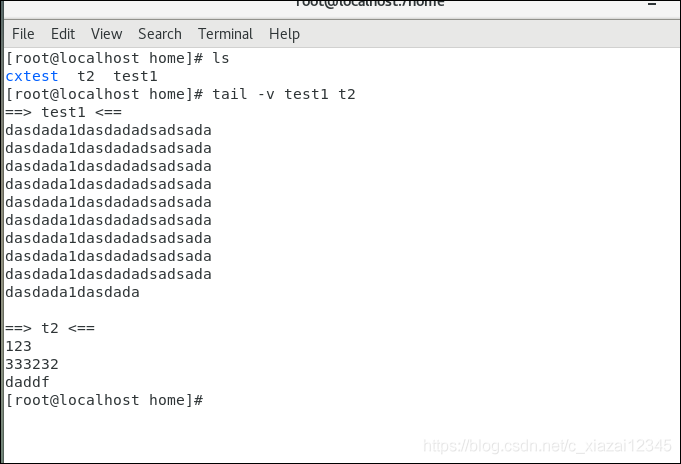 root@localhost:/home
File Edit View Search Terminal Help
[root@localhost home]# ls
cxtest  t2  test1
[root@localhost home]# tail -v test1 t2
==> test1 <==
dasdada1dasdadadsadsada
dasdada1dasdadadsadsada
dasdada1dasdadadsadsada
dasdada1dasdadadsadsada
dasdada1dasdadadsadsada
dasdada1dasdadadsadsada
dasdada1dasdadadsadsada
dasdada1dasdadadsadsada
dasdada1dasdadadsadsada
dasdada1dasdada
==> t2 <==
123
333232
daddf
[root@localhost home]#
https://blog.csdn.net/c_xiazai12345